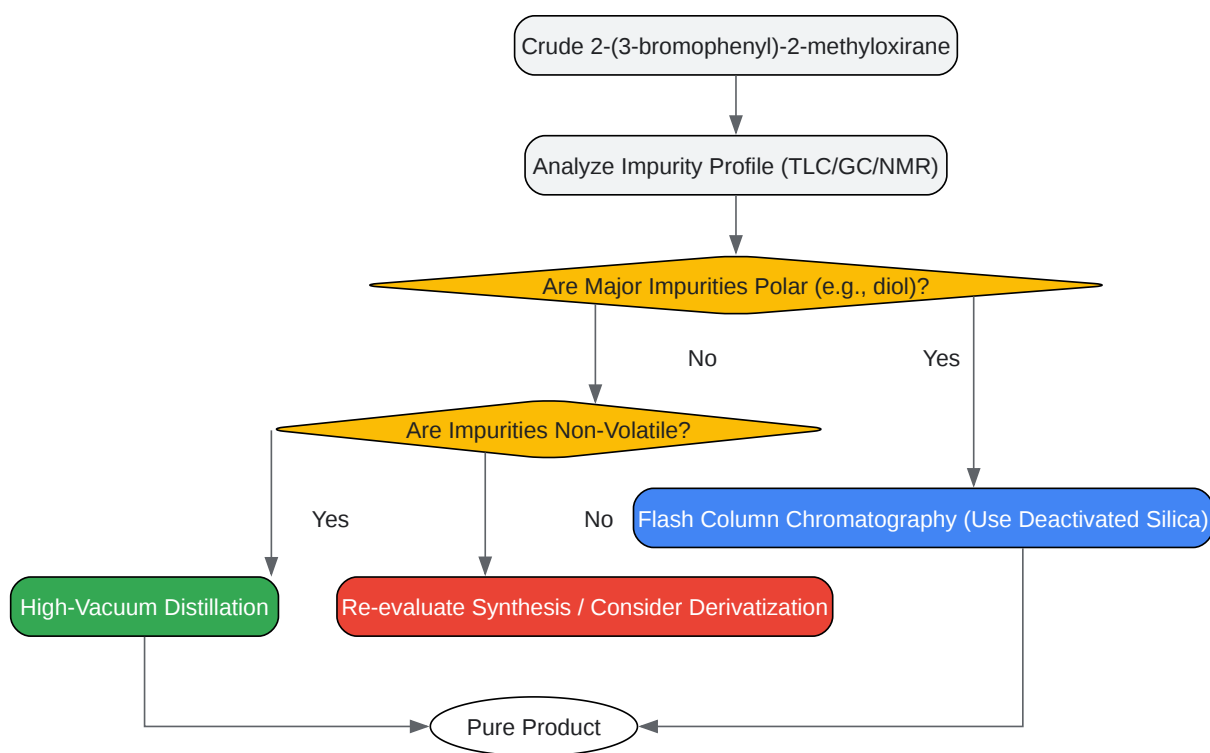 Crude 2-(3-bromophenyl)-2-methyloxirane
Analyze Impurity Profile (TLC/GC/NMR)
Are Major Impurities Polar (e.g., diol)?
No
Yes
Are Impurities Non-Volatile?
Yes
No
Flash Column Chromatography (Use Deactivated Silica)
High-Vacuum Distillation
Re-evaluate Synthesis / Consider Derivatization
Pure Product